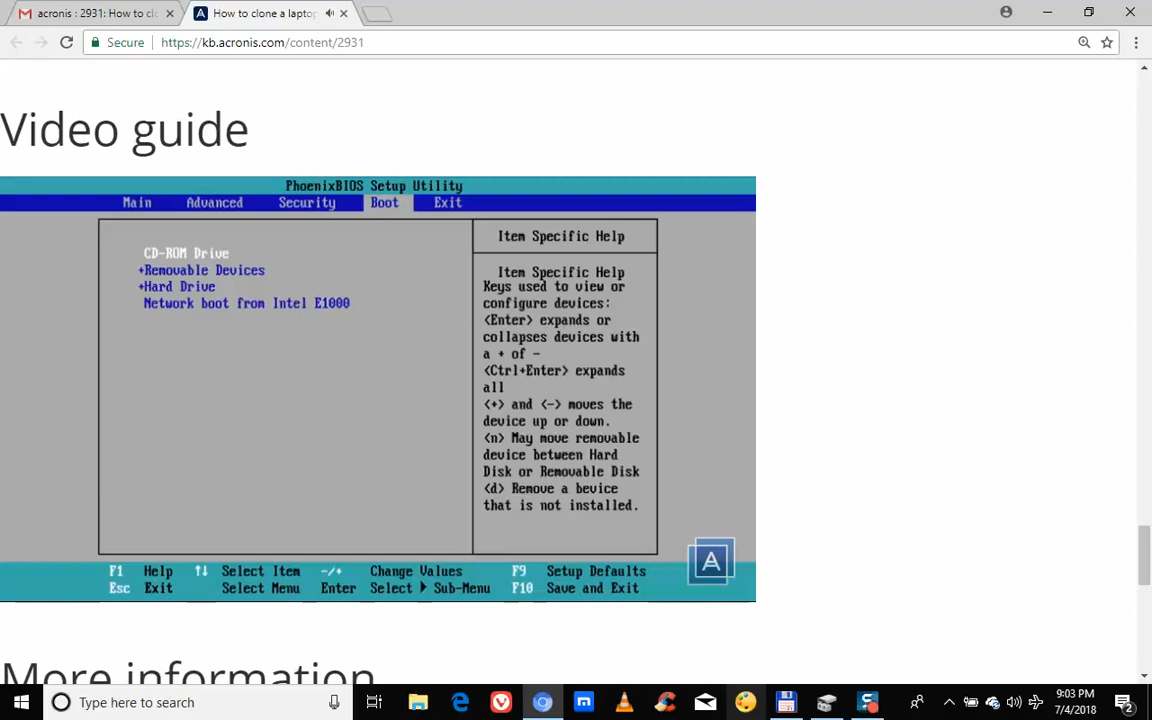 acronis : 2931: How to cl
How to clone a lapto
Secure
https://kb.acronis.com/content/2931
Video guide
PhoenixBIOS Setup Utility
Main Advanced Security Boot Exit
CD-ROM Drive
+Removable Devices
+Hard Drive
Network boot from Intel E1000
Item Specific Help
Item Specific Help
Keys used to view or
configure devices:
<Enter> expands or
collapses devices with
a + of -
<Ctrl+Enter> expands
all
<+> and <-> moves the
device up or down.
<n> May move removable
device between Hard
Disk or Removable Disk
<d> Remove a bevice
that is not installed.
A
F1 Help ↑↓ Select Item -/+ Change Values F9 Setup Defaults
Esc Exit Select Menu Enter Select ▶ Sub-Menu F10 Save and Exit
More information
Type here to search
9:03 PM
7/4/2018
2